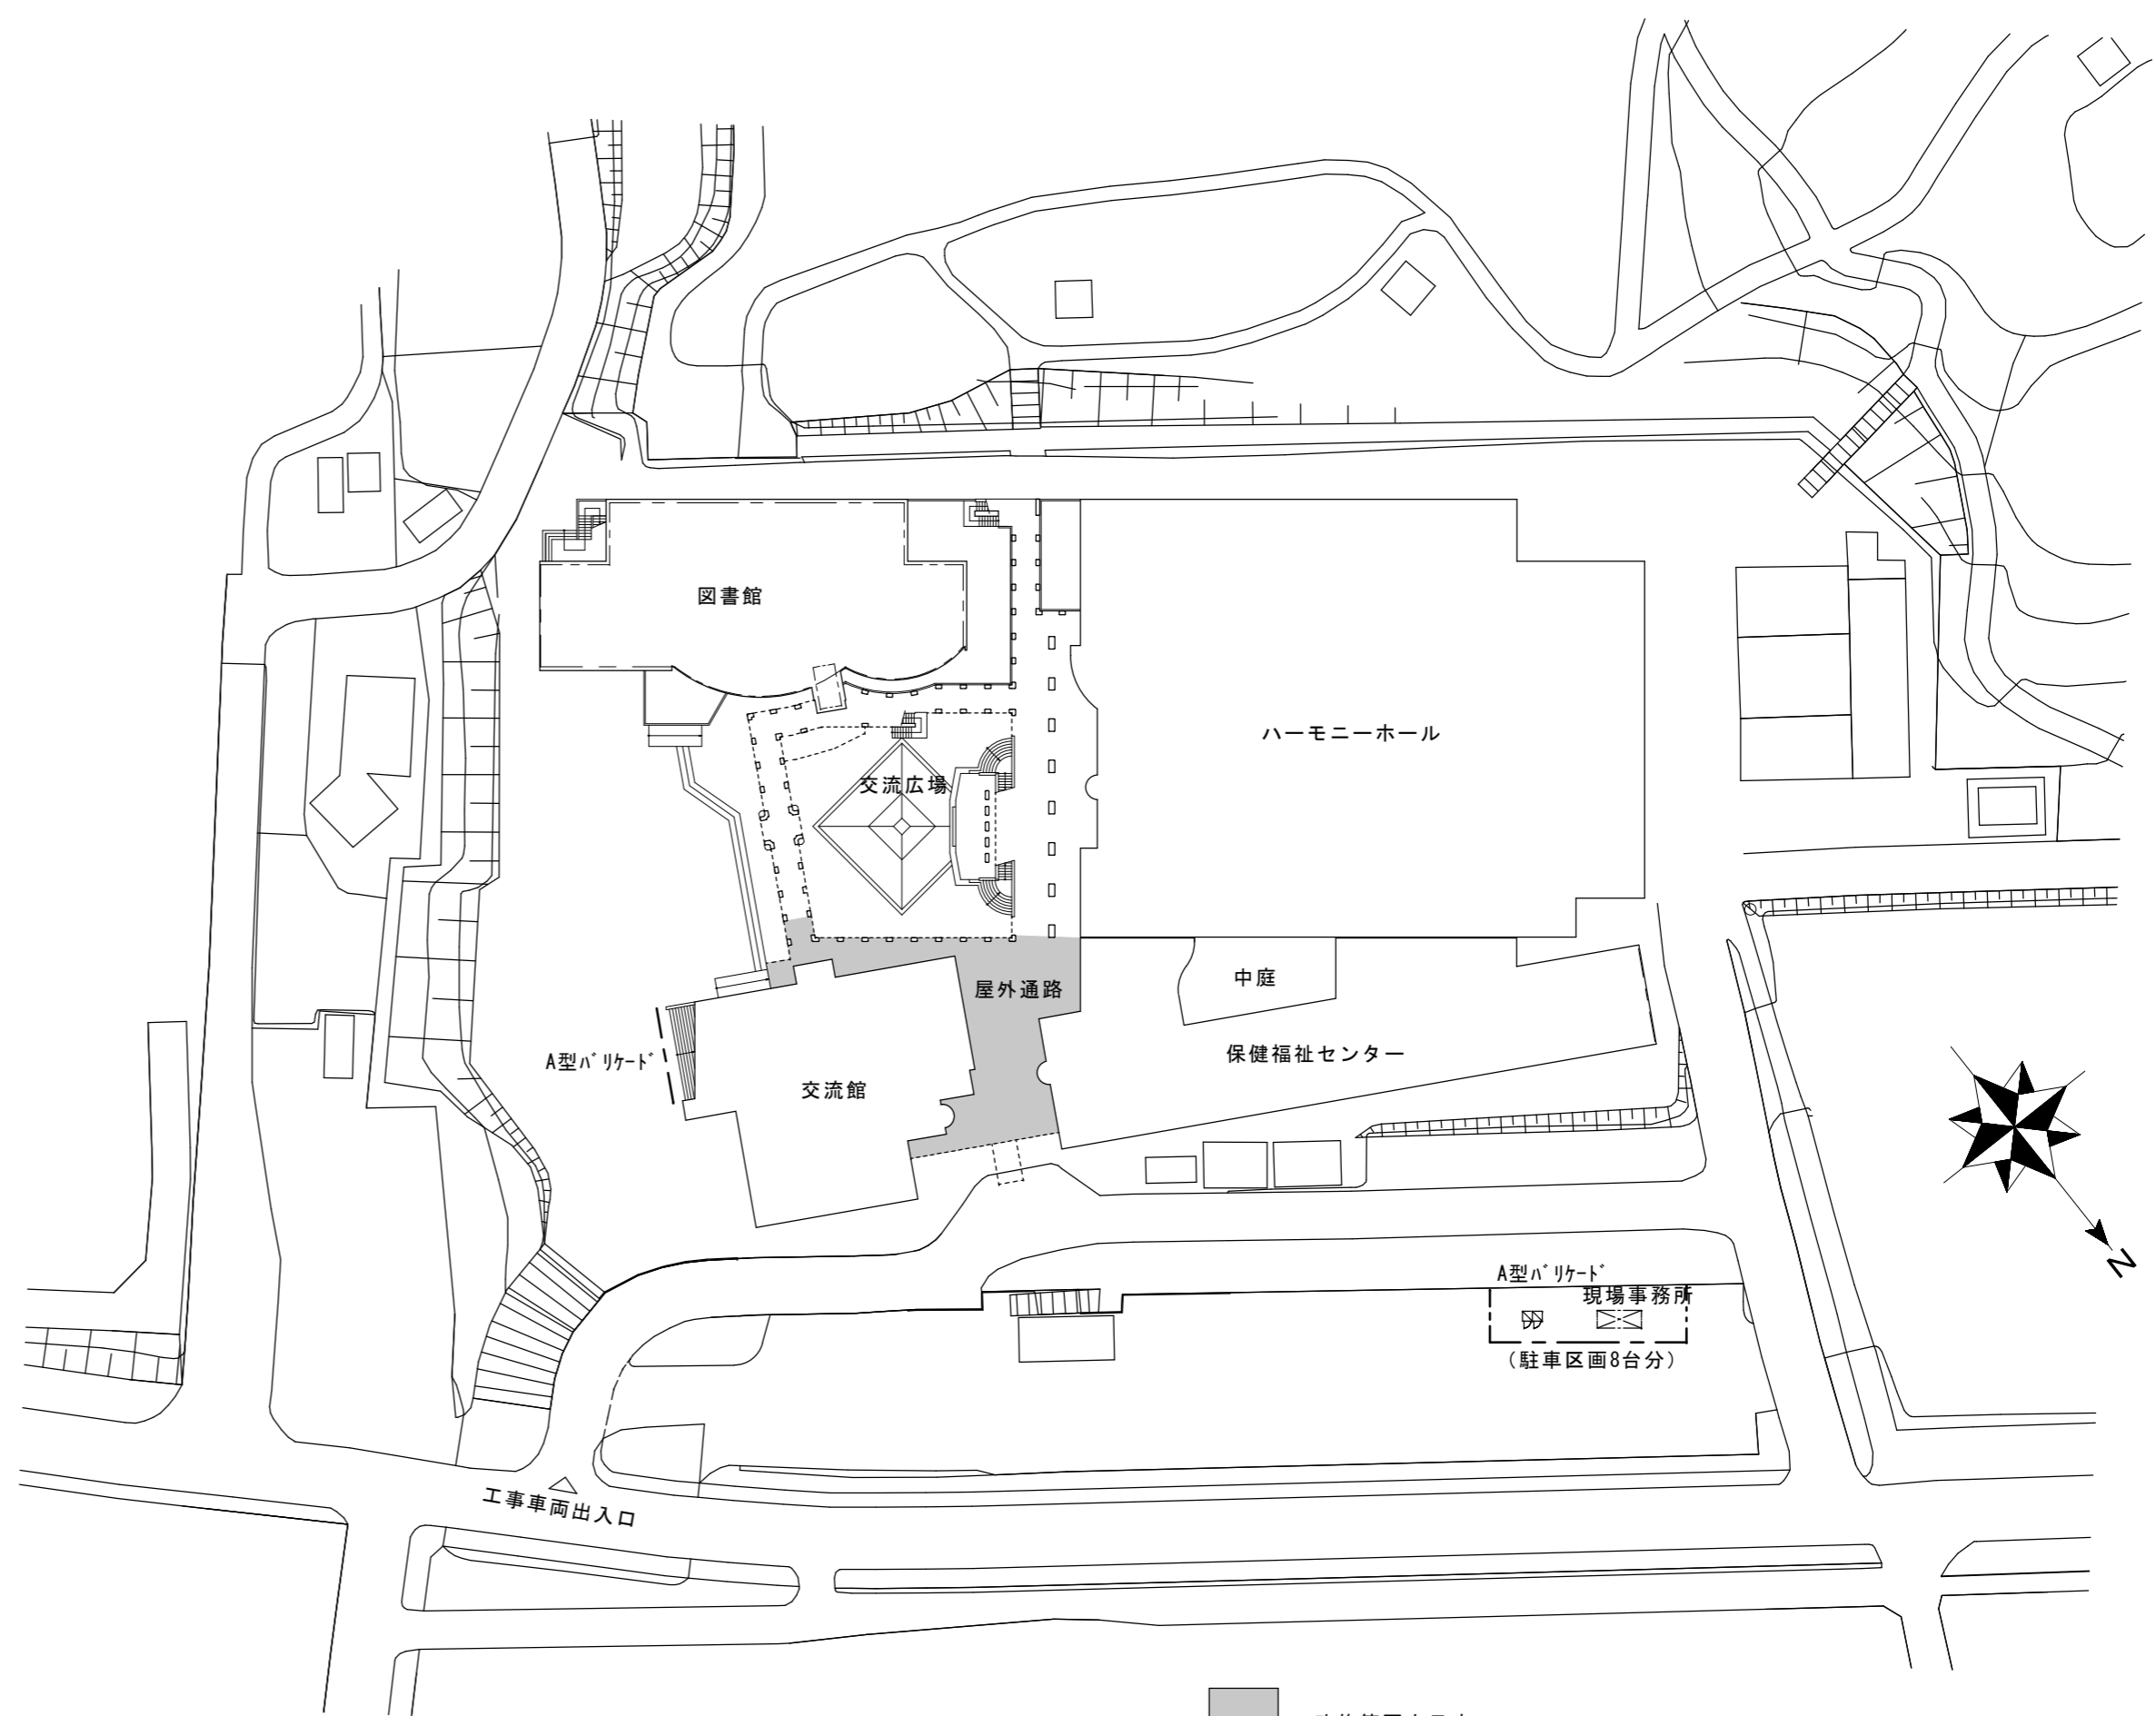 図書館
ハーモニーホール
交流広場
中庭
屋外通路
保健福祉センター
A型ﾊﾞﾘｹｰﾄﾞ
交流館
N
A型ﾊﾞﾘｹｰﾄﾞ
現場事務所
（駐車区画8台分）
工事車両出入口